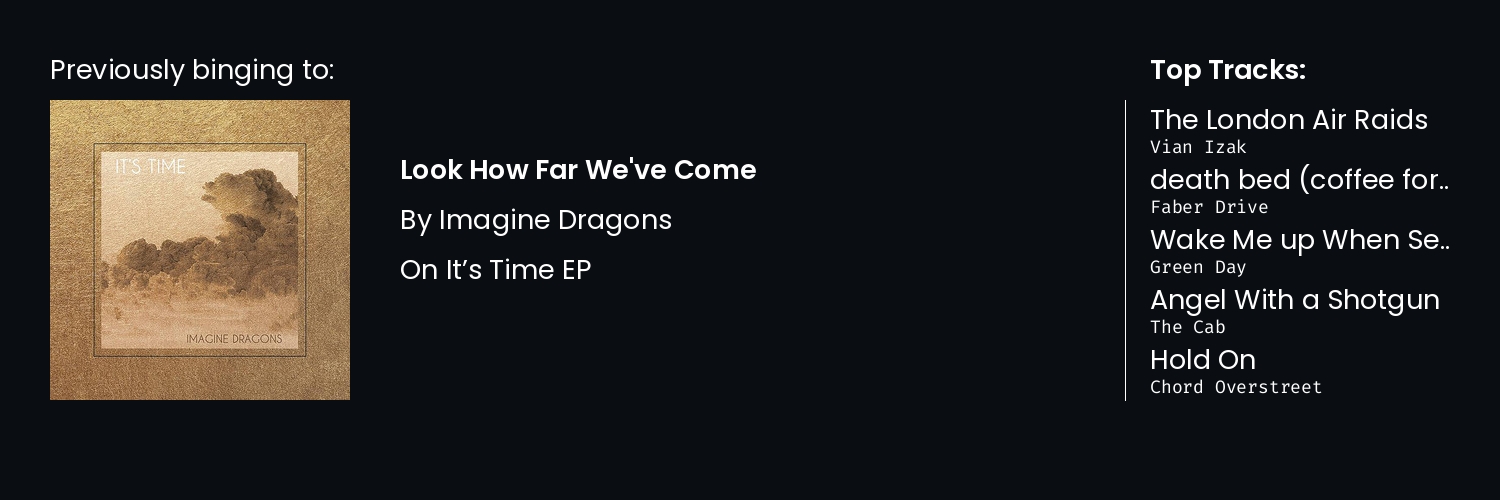 Previously binging to:
IT'S TIME
IMAGINE DRAGONS
Look How Far We've Come
By Imagine Dragons
On It’s Time EP
Top Tracks:
The London Air Raids
Vian Izak
death bed (coffee for..
Faber Drive
Wake Me up When Se..
Green Day
Angel With a Shotgun
The Cab
Hold On
Chord Overstreet